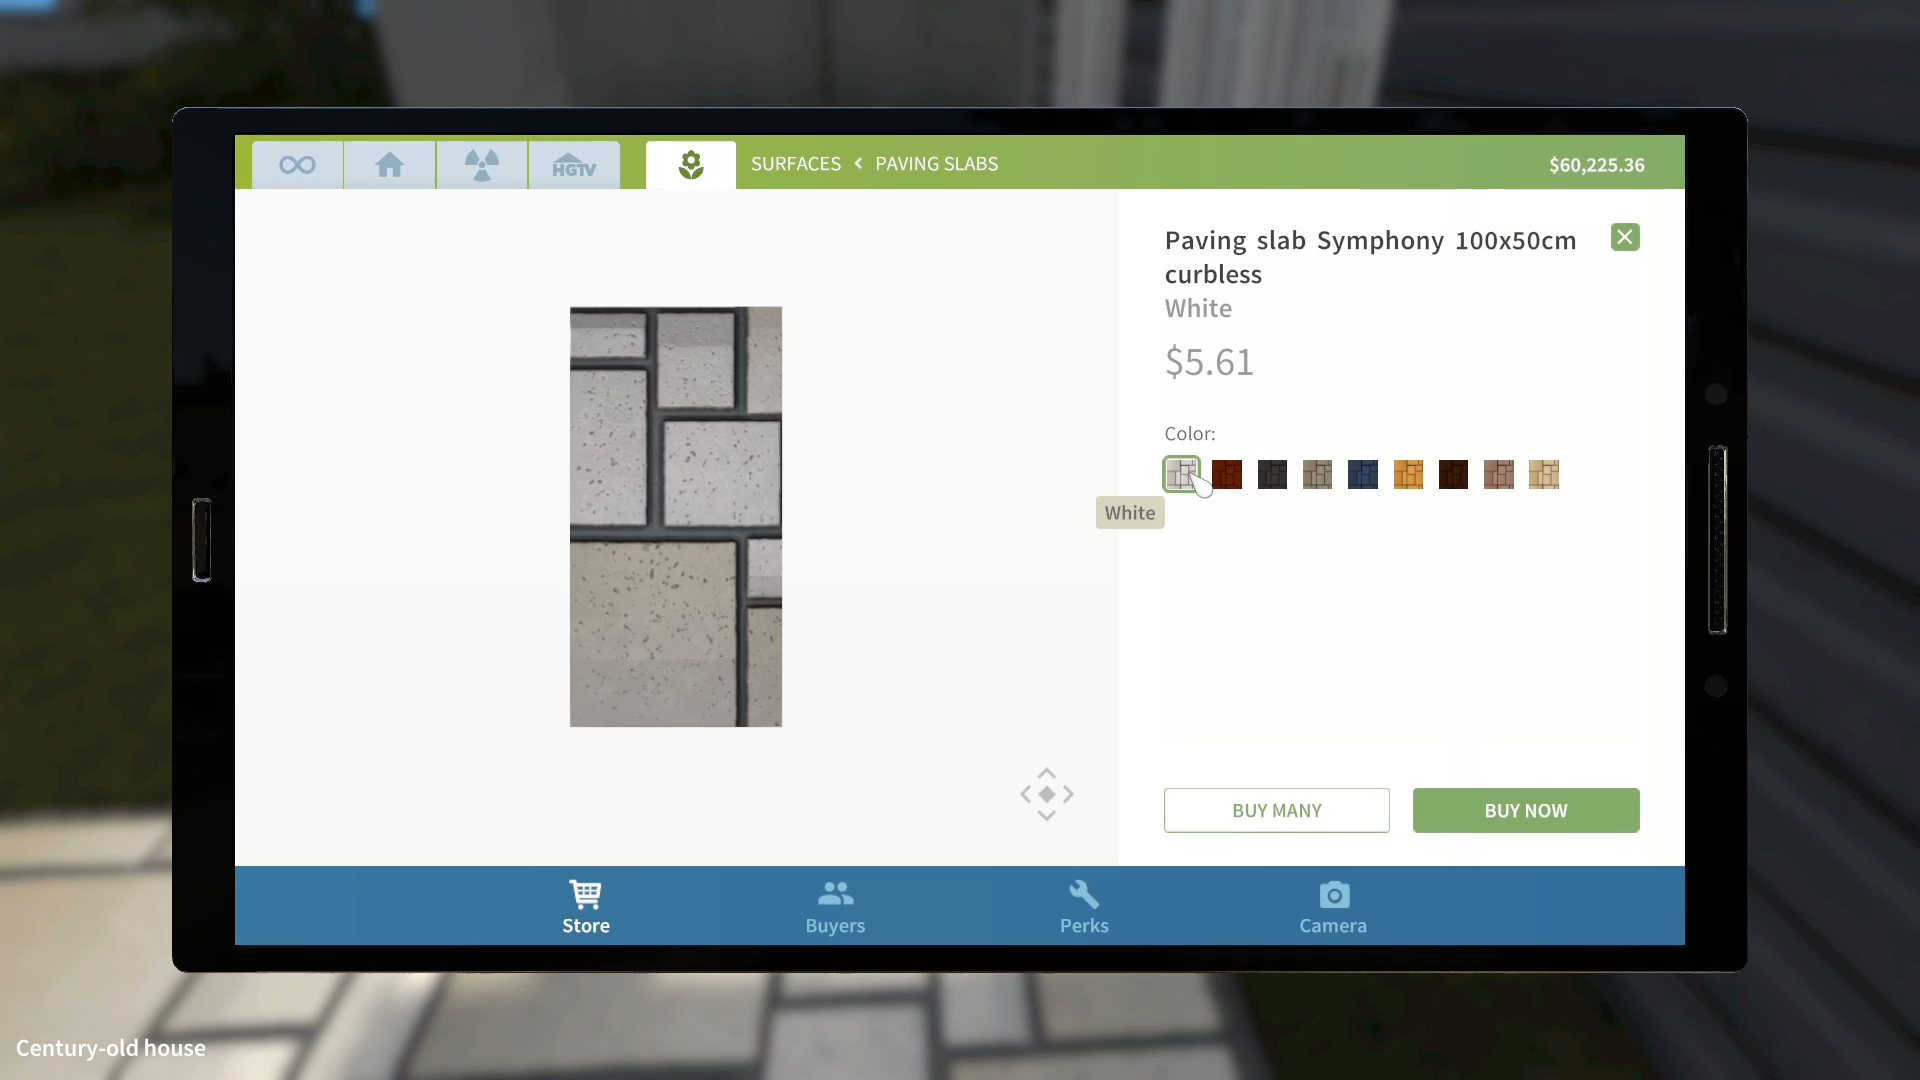 HGTV
SURFACES < PAVING SLABS
$60,225.36
Paving slab Symphony 100x50cm
curbless
White
$5.61
Color:
White
BUY MANY
BUY NOW
Store
Buyers
Perks
Camera
Century-old house